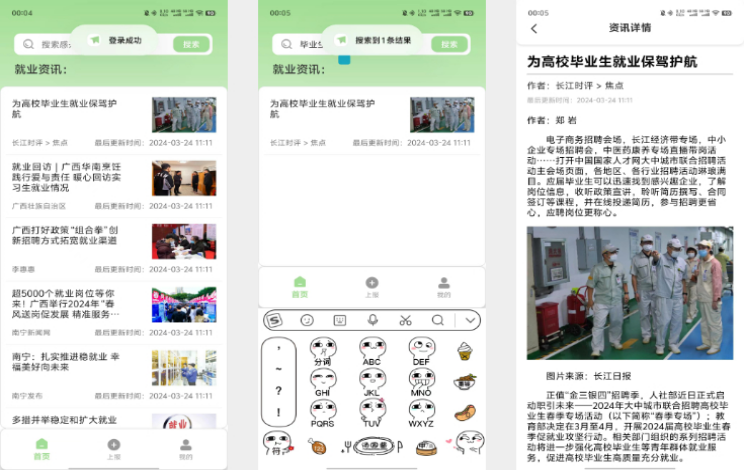 00:04
登录成功
搜索
就业资讯：
为高校毕业生就业保驾护
航
长江时评 > 焦点
最后更新时间：2024-03-24 11:11
就业回访 | 广西华南烹饪
践行爱与责任 暖心回访实
习生就业情况
广西壮族自治区
最后更新时间：2024-03-24 11:11
广西打好政策“组合拳”创
新招聘方式拓宽就业渠道
李惠惠
最后更新时间：2024-03-24 11:11
超5000个就业岗位等你
来！广西举行2024年“春
风送岗促发展 精准服务…
南宁新闻网
最后更新时间：2024-03-24 11:11
南宁：扎实推进稳就业 幸
福美好向未来
南宁发布
最后更新时间：2024-03-24 11:11
多措并举稳定和扩大就业
就业
首页
上报
我的
00:05
毕业
搜索到1条结果
搜索
就业资讯：
为高校毕业生就业保驾护
航
长江时评 > 焦点
最后更新时间：2024-03-24 11:11
首页
上报
我的
分词
ABC
DEF
GHI
JKL
MNO
PQRS
TUV
WXYZ
符
中
00:05
资讯详情
为高校毕业生就业保驾护航
作者：长江时评 > 焦点
最后更新时间：2024-03-24 11:11
作者：郑 岩
电子商务招聘会场，长江经济带专场，中小
企业专场招聘会，中医药康养专场直播带岗活
动……打开中国国家人才网大中城市联合招聘活
动主会场页面，各地区、各行业招聘活动琳琅满
目。应届毕业生可以迅速找到感兴趣企业，了解
岗位信息，收听政策宣讲，聆听简历撰写、合同
签订等课程，并在线投递简历，参与招聘更省
心，应聘岗位更称心。
图片来源：长江日报
正值“金三银四”招聘季，人社部近日正式启
动职引未来——2024年大中城市联合招聘高校毕
业生春季专场活动（以下简称“春季专场”）；教
育部决定在3月至4月，开展2024届高校毕业生春
季促就业攻坚行动。相关部门组织的系列招聘活
动将进一步强化高校毕业生等青年群体就业服
务，促进高校毕业生高质量充分就业。